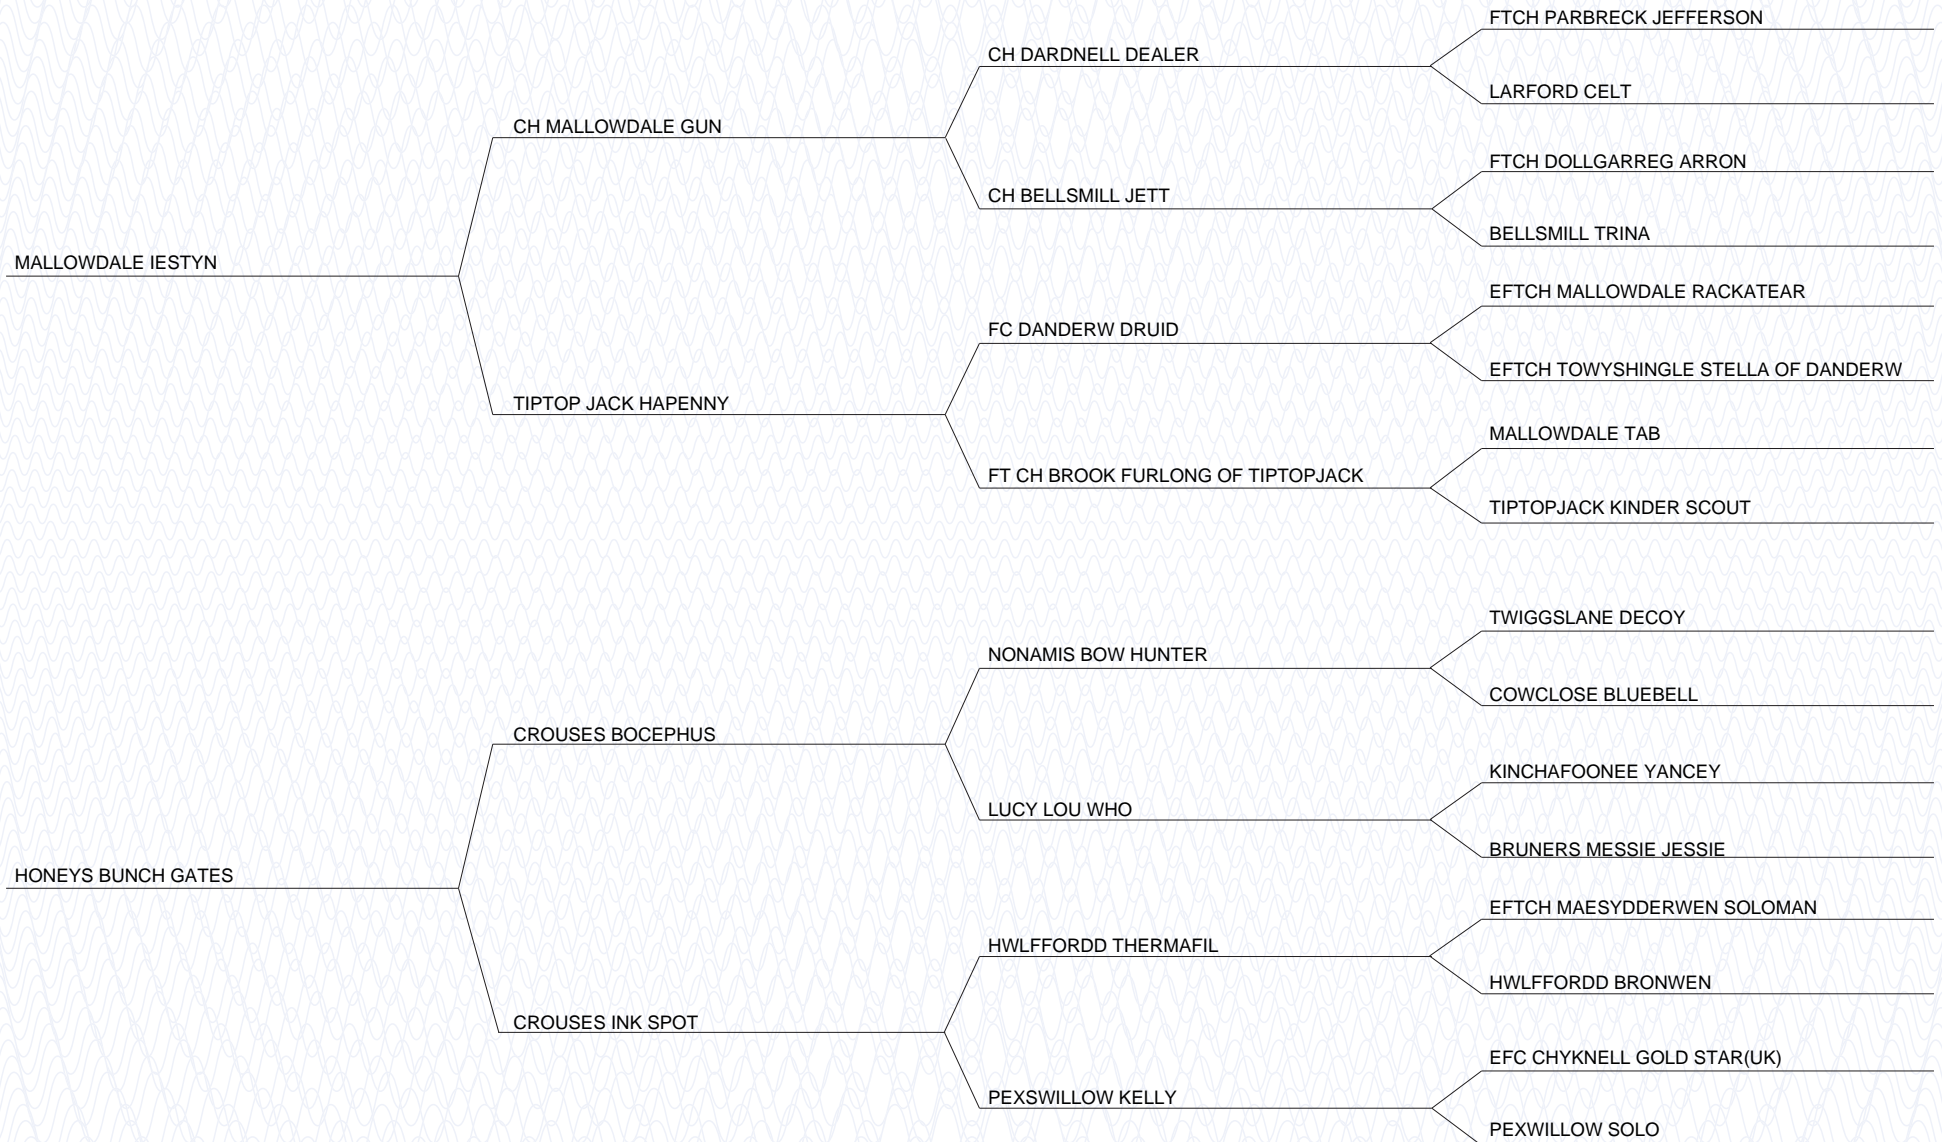 FTCH PARBRECK JEFFERSON
CH DARDNELL DEALER
LARFORD CELT
CH MALLOWDALE GUN
FTCH DOLLGARREG ARRON
CH BELLSMILL JETT
BELLSMILL TRINA
MALLOWDALE IESTYN
EFTCH MALLOWDALE RACKATEAR
FC DANDERW DRUID
EFTCH TOWYSHINGLE STELLA OF DANDERW
TIPTOP JACK HAPENNY
MALLOWDALE TAB
FT CH BROOK FURLONG OF TIPTOPJACK
TIPTOPJACK KINDER SCOUT
TWIGGSLANE DECOY
NONAMIS BOW HUNTER
COWCLOSE BLUEBELL
CROUSES BOCEPHUS
KINCHAFOONEE YANCEY
LUCY LOU WHO
BRUNERS MESSIE JESSIE
HONEYS BUNCH GATES
EFTCH MAESYDDERWEN SOLOMAN
HWLFFORDD THERMAFIL
HWLFFORDD BRONWEN
CROUSES INK SPOT
EFC CHYKNELL GOLD STAR(UK)
PEXSWILLOW KELLY
PEXWILLOW SOLO